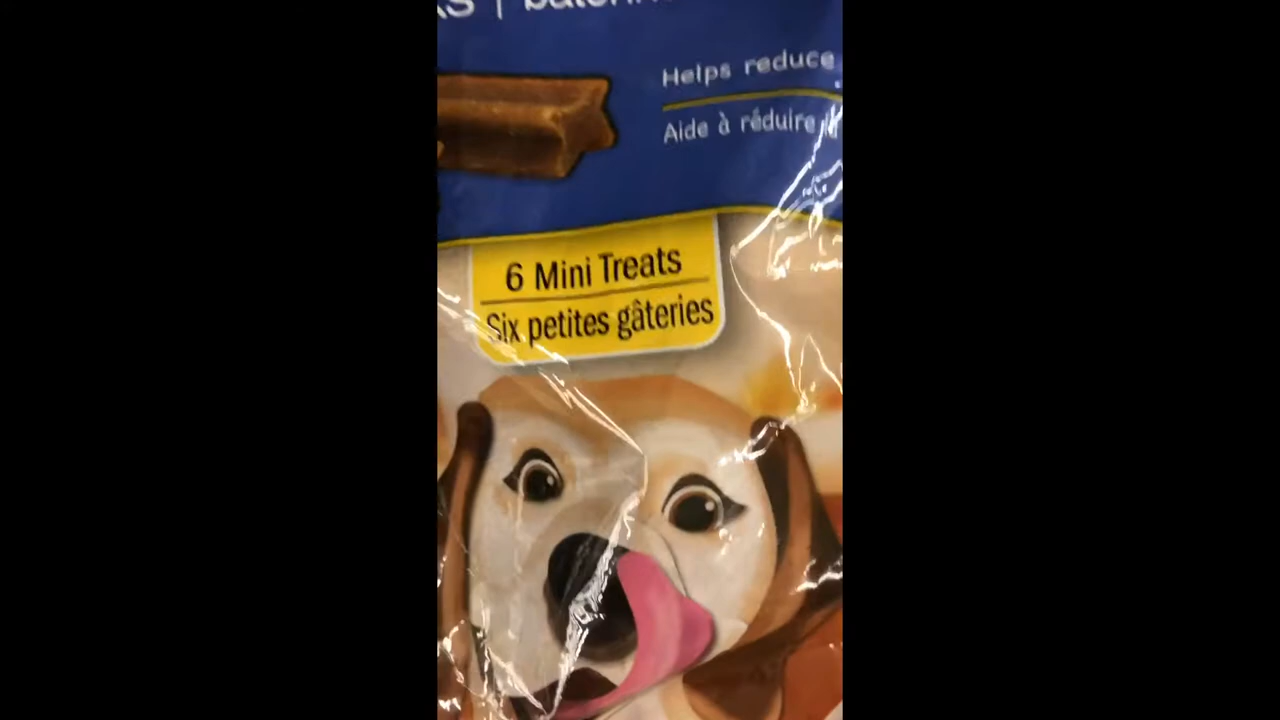 Helps reduce
Aide à réduire
6 Mini Treats
Six petites gâteries